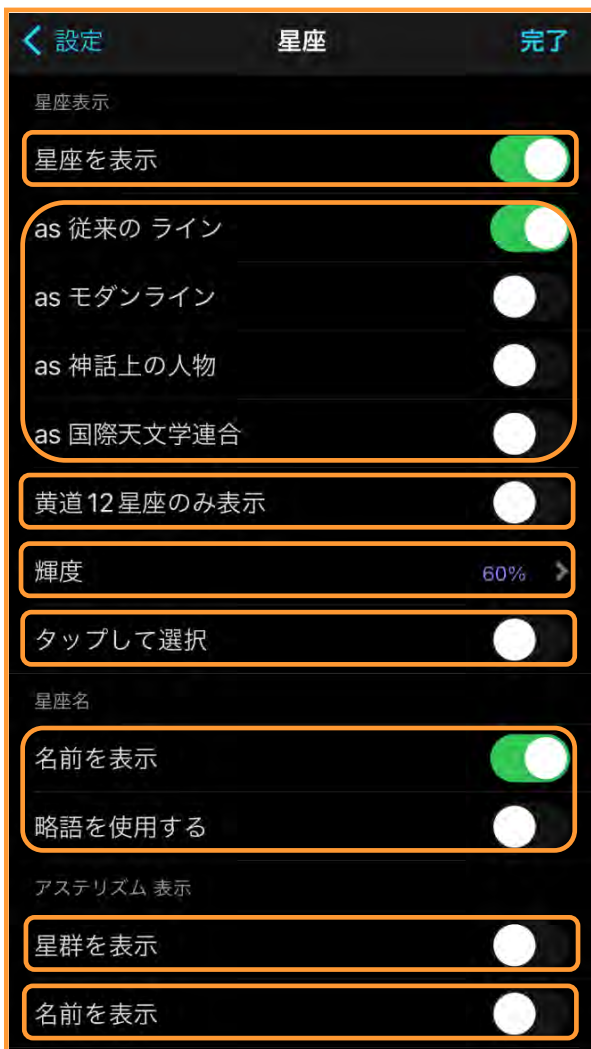 設定 星座 完了
星座表示
星座を表示
as 従来の ライン
as モダンライン
as 神話上の人物
as 国際天文学連合
黄道12星座のみ表示
輝度 60%
タップして選択
星座名
名前を表示
略語を使用する
アステリズム 表示
星群を表示
名前を表示